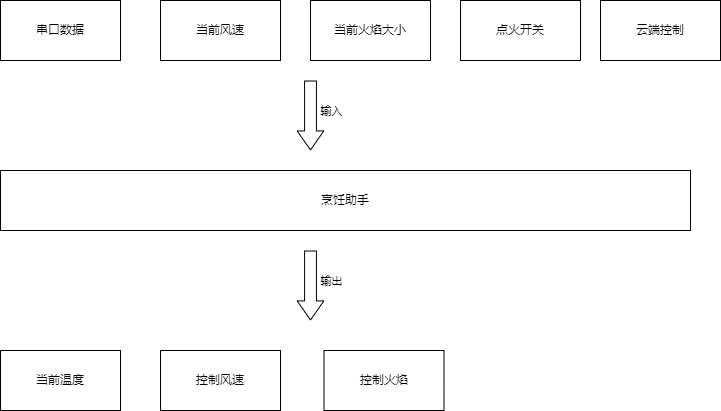 串口数据
当前风速
当前火焰大小
点火开关
云端控制
输入
烹饪助手
输出
当前温度
控制风速
控制火焰